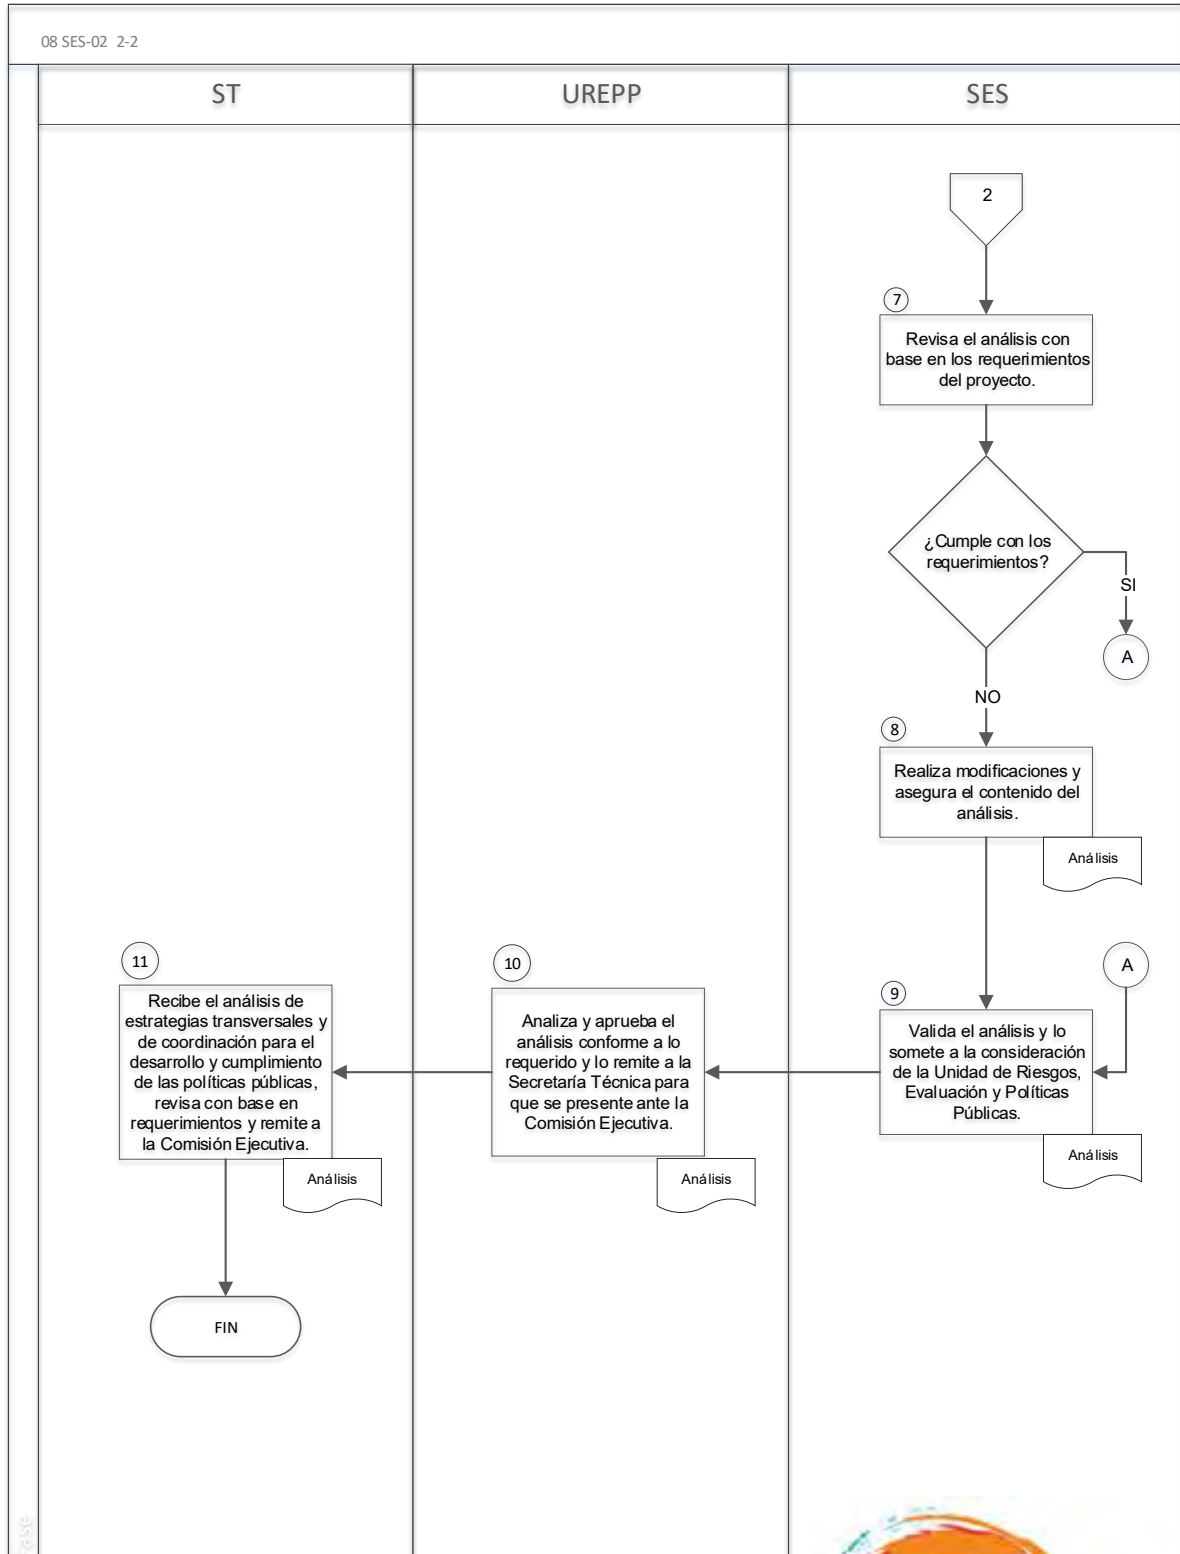 08 SES-02 2-2
ST
UREPP
SES
2
7
Revisa el análisis con
base en los requerimientos
del proyecto.
¿Cumple con los
requerimientos?
SI
A
NO
8
Realiza modificaciones y
asegura el contenido del
análisis.
Análisis
A
9
Valida el análisis y lo
somete a la consideración
de la Unidad de Riesgos,
Evaluación y Políticas
Públicas.
Análisis
10
Analiza y aprueba el
análisis conforme a lo
requerido y lo remite a la
Secretaría Técnica para
que se presente ante la
Comisión Ejecutiva.
Análisis
11
Recibe el análisis de
estrategias transversales y
de coordinación para el
desarrollo y cumplimiento
de las políticas públicas,
revisa con base en
requerimientos y remite a
la Comisión Ejecutiva.
Análisis
FIN